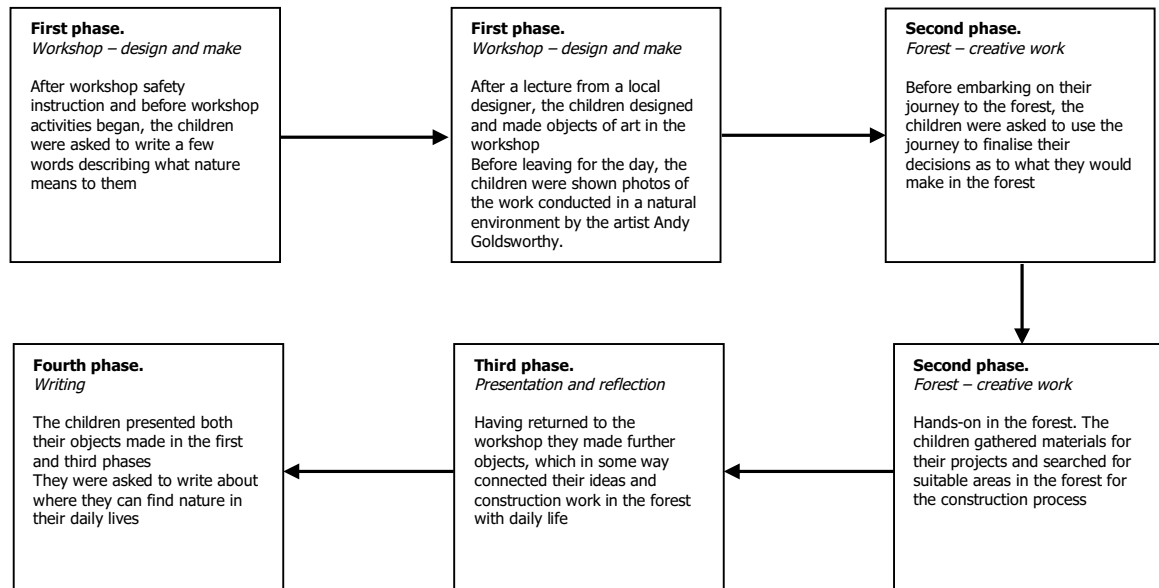 First phase.
Workshop – design and make
After workshop safety
instruction and before workshop
activities began, the children
were asked to write a few
words describing what nature
means to them
First phase.
Workshop – design and make
After a lecture from a local
designer, the children designed
and made objects of art in the
workshop
Before leaving for the day, the
children were shown photos of
the work conducted in a natural
environment by the artist Andy
Goldsworthy.
Second phase.
Forest – creative work
Before embarking on their
journey to the forest, the
children were asked to use the
journey to finalise their
decisions as to what they would
make in the forest
Second phase.
Forest – creative work
Hands-on in the forest. The
children gathered materials for
their projects and searched for
suitable areas in the forest for
the construction process
Third phase.
Presentation and reflection
Having returned to the
workshop they made further
objects, which in some way
connected their ideas and
construction work in the forest
with daily life
Fourth phase.
Writing
The children presented both
their objects made in the first
and third phases
They were asked to write about
where they can find nature in
their daily lives